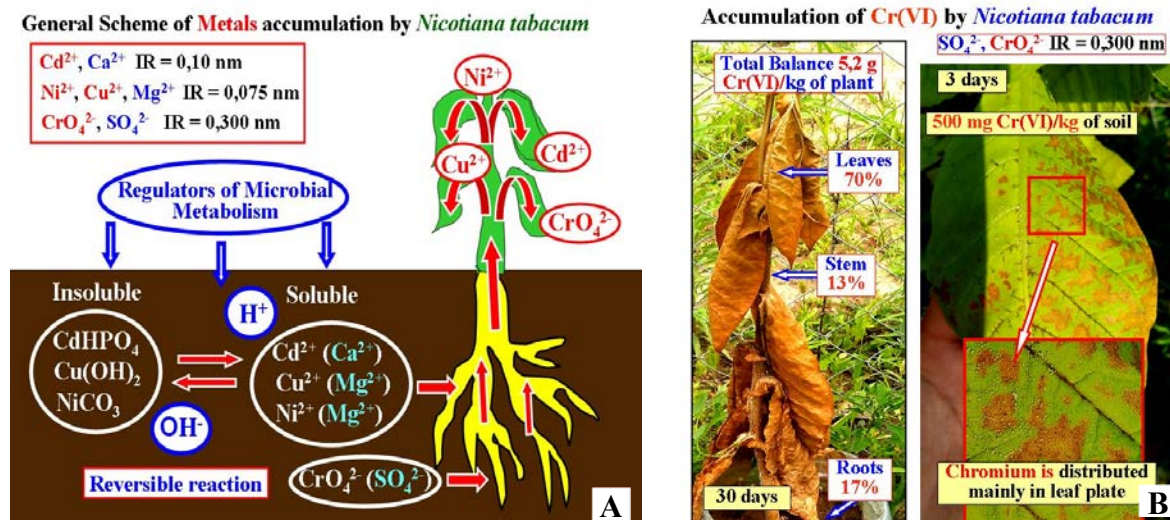 General Scheme of Metals accumulation by Nicotiana tabacum
Cd²⁺, Ca²⁺ IR = 0,10 nm
Ni²⁺, Cu²⁺, Mg²⁺ IR = 0,075 nm
CrO₄²⁻, SO₄²⁻ IR = 0,300 nm
Regulators of Microbial
Metabolism
Ni²⁺
Cu²⁺
Cd²⁺
CrO₄²⁻
Insoluble
CdHPO₄
Cu(OH)₂
NiCO₃
H⁺
OH⁻
Soluble
Cd²⁺ (Ca²⁺)
Cu²⁺ (Mg²⁺)
Ni²⁺ (Mg²⁺)
Reversible reaction
CrO₄²⁻ (SO₄²⁻)
A
Accumulation of Cr(VI) by Nicotiana tabacum
SO₄²⁻, CrO₄²⁻ IR = 0,300 nm
Total Balance 5,2 g
Cr(VI)/kg of plant
Leaves
70%
Stem
13%
Roots
17%
30 days
3 days
500 mg Cr(VI)/kg of soil
Chromium is distributed
mainly in leaf plate
B